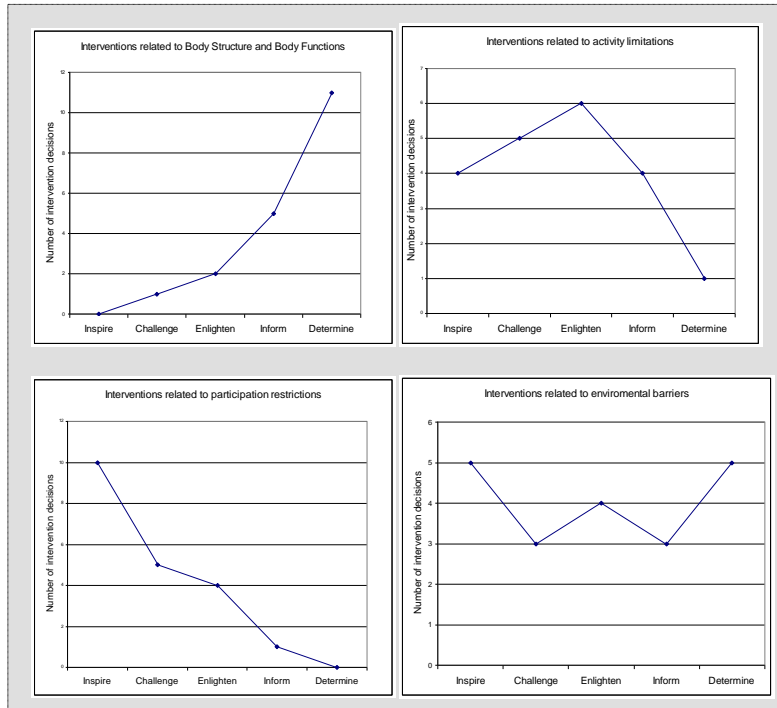 Interventions related to Body Structure and Body Functions
Number of intervention decisions
12
10
8
6
4
2
0
Inspire Challenge Enlighten Inform Determine
Interventions related to activity limitations
Number of intervention decisions
7
6
5
4
3
2
1
0
Inspire Challenge Enlighten Inform Determine
Interventions related to participation restrictions
Number of intervention decisions
12
10
8
6
4
2
0
Inspire Challenge Enlighten Inform Determine
Interventions related to enviromental barriers
Number of intervention decisions
6
5
4
3
2
1
0
Inspire Challenge Enlighten Inform Determine